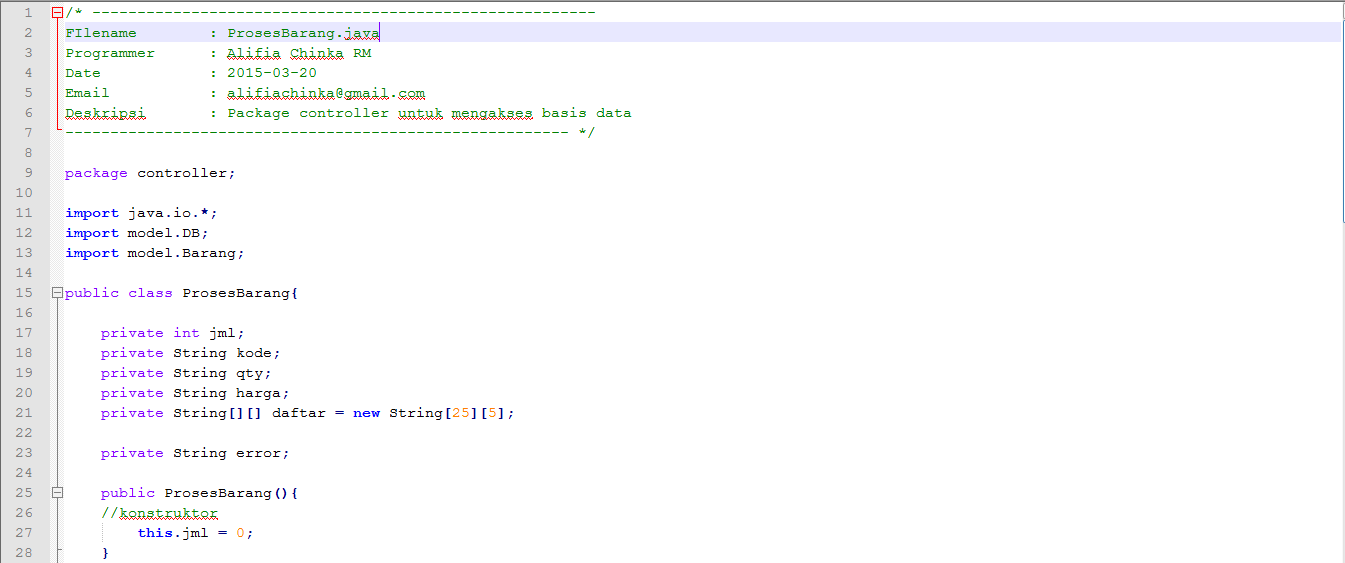 1 /* --------------------------------------------------------
2 FIlename : ProsesBarang.java
3 Programmer : Alifia Chinka RM
4 Date : 2015-03-20
5 Email : alifiachinka@gmail.com
6 Deskripsi : Package controller untuk mengakses basis data
7 -------------------------------------------------------- */
8
9 package controller;
10
11 import java.io.*;
12 import model.DB;
13 import model.Barang;
14
15 public class ProsesBarang{
16
17 private int jml;
18 private String kode;
19 private String qty;
20 private String harga;
21 private String[][] daftar = new String[25][5];
22
23 private String error;
24
25 public ProsesBarang(){
26 //konstruktor
27 this.jml = 0;
28 }